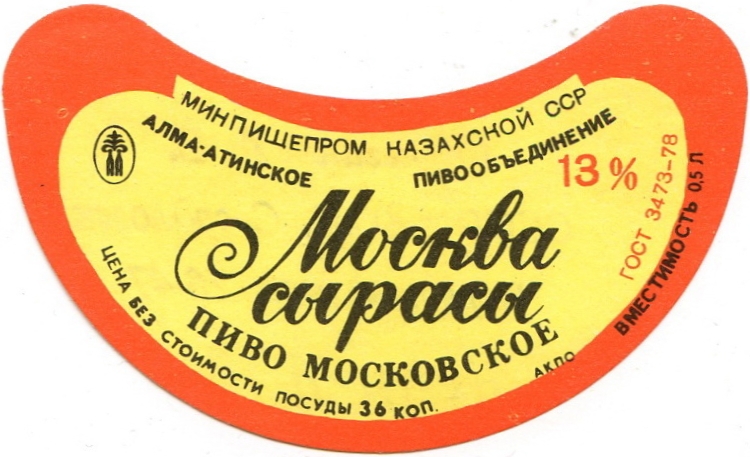 МИНПИЩЕПРОМ КАЗАХСКОЙ ССР
АЛМА-АТИНСКОЕ ПИВООБЪЕДИНЕНИЕ
13 %
ГОСТ 3473-78
ВМЕСТИМОСТЬ 0,5 Л
Москва
сырасы
ПИВО МОСКОВСКОЕ
ЦЕНА БЕЗ СТОИМОСТИ ПОСУДЫ 36 КОП.
АКПО